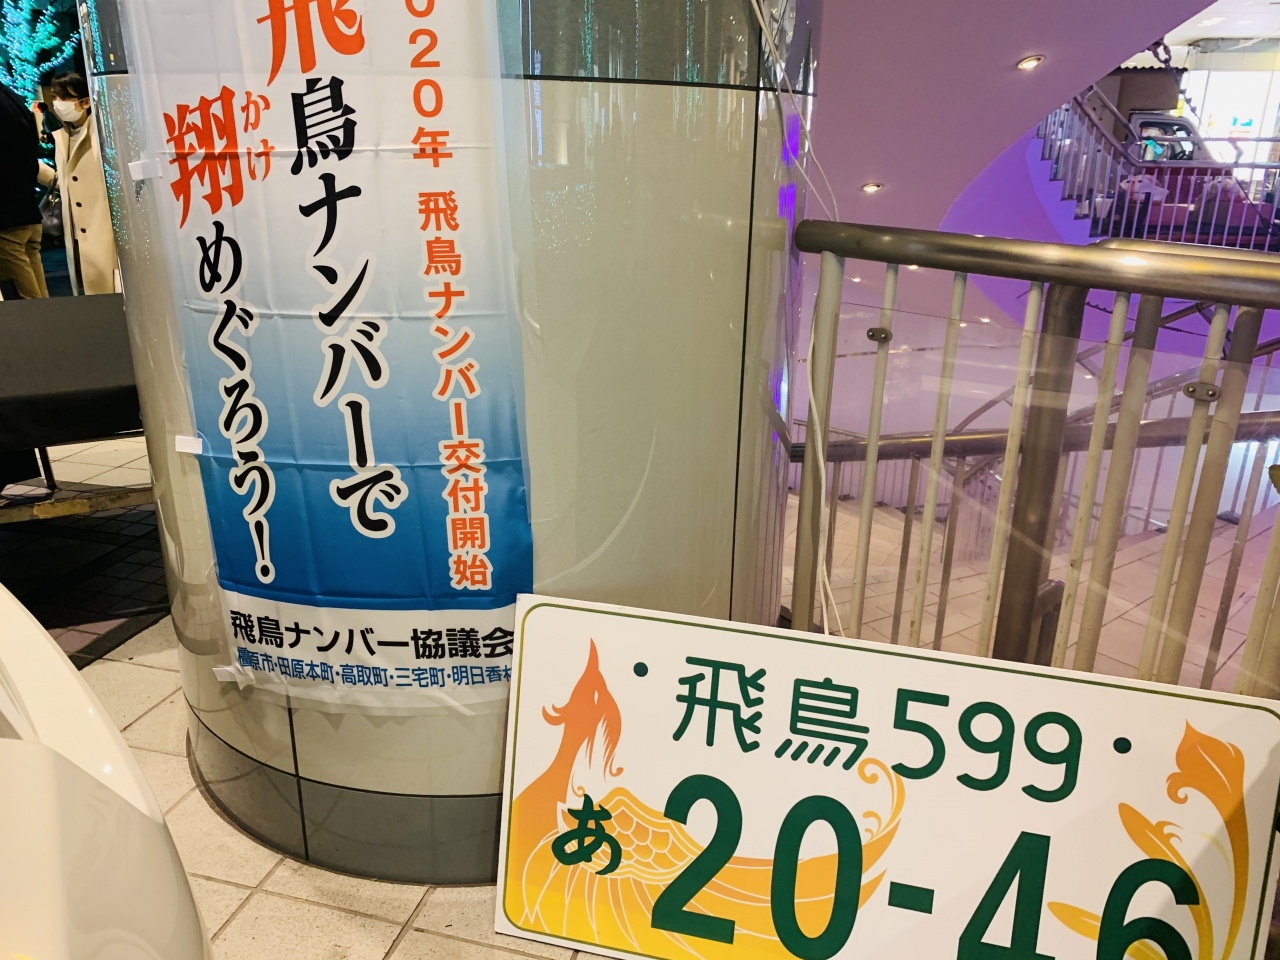 020年 飛鳥ナンバー交付開始
飛鳥ナンバーで
翔めぐろう!
かけ
飛鳥ナンバー協議会
橿原市・田原本町・高取町・三宅町・明日香村
・飛鳥599・
あ20-46